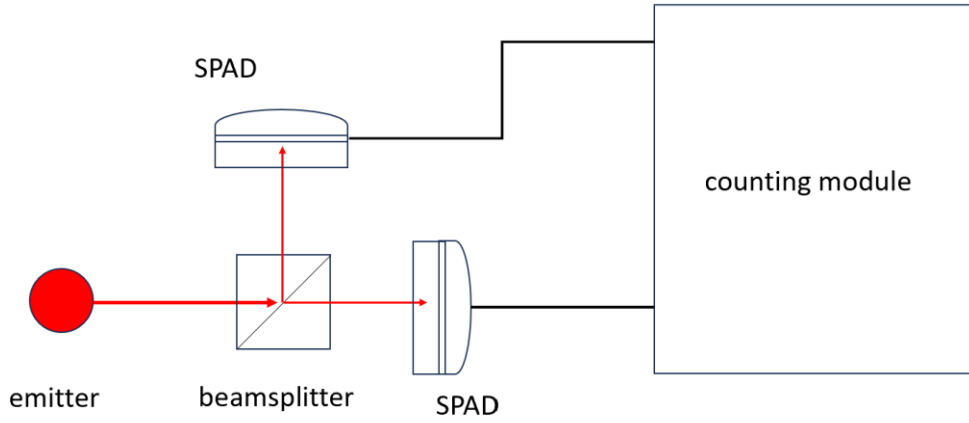 SPAD
counting module
emitter
beamsplitter
SPAD